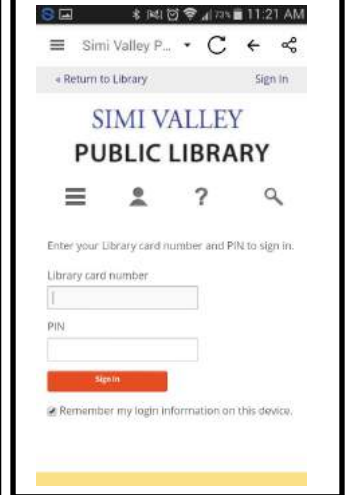 73% 11:21 AM
Simi Valley P...
« Return to Library Sign In
SIMI VALLEY
PUBLIC LIBRARY
?
Enter your Library card number and PIN to sign in.
Library card number
PIN
Sign In
Remember my login information on this device.